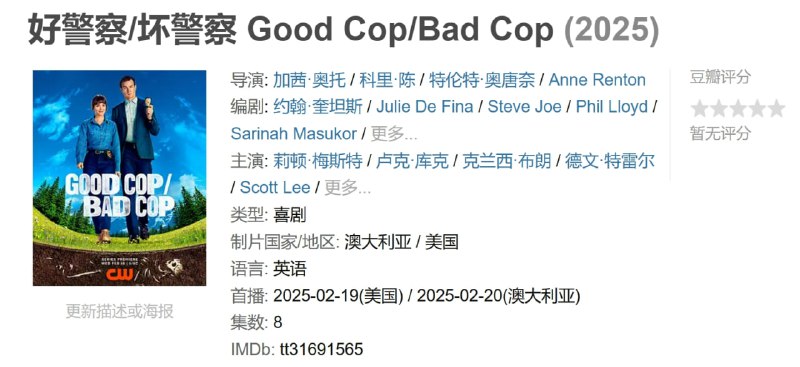 好警察/坏警察 Good Cop/Bad Cop (2025)
GOOD COP/
BAD COP
SERIES PREMIERE
CW
更新描述或海报
导演: 加茜·奥托 / 科里·陈 / 特伦特·奥唐奈 / Anne Renton
编剧: 约翰·奎坦斯 / Julie De Fina / Steve Joe / Phil Lloyd /
Sarinah Masukor / 更多...
主演: 莉顿·梅斯特 / 卢克·库克 / 克兰西·布朗 / 德文·特雷尔
/ Scott Lee / 更多...
类型: 喜剧
制片国家/地区: 澳大利亚 / 美国
语言: 英语
首播: 2025-02-19(美国) / 2025-02-20(澳大利亚)
集数: 8
IMDb: tt31691565
豆瓣评分
暂无评分